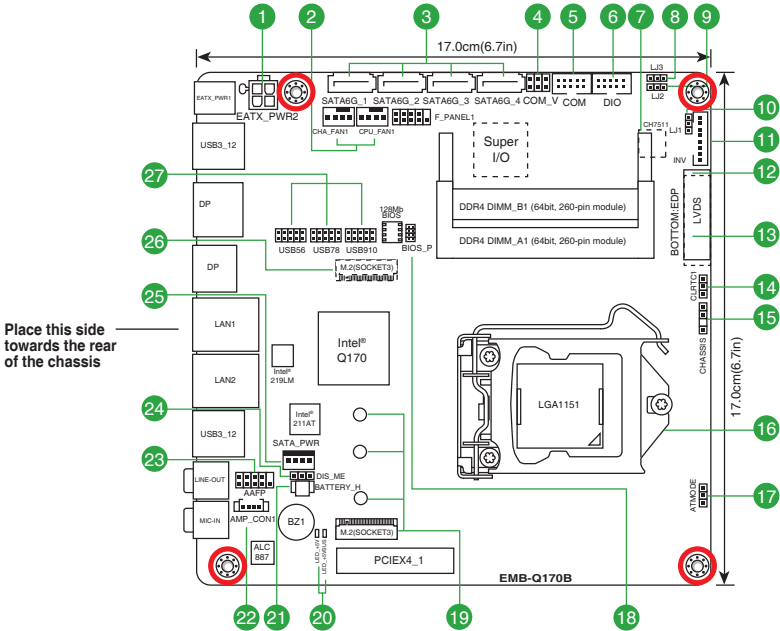 1 2 3 4 5 6 7 8 9
17.0cm(6.7in)
LJ3
LJ2
EATX_PWR1
EATX_PWR2
SATA6G_1 SATA6G_2 SATA6G_3 SATA6G_4 COM_V COM DIO
CHA_FAN1 CPU_FAN1 F_PANEL1
10
LJ1
CH7511
11
INV
USB3_12
Super
I/O
12
27
DP
128Mb
BIOS
DDR4 DIMM_B1 (64bit, 260-pin module)
DDR4 DIMM_A1 (64bit, 260-pin module)
BOTTOM:EDP
LVDS
13
USB56 USB78 USB910
BIOS_P
26
DP
M.2(SOCKET3)
25
14
CLRTC1
15
CHASSIS
Place this side
towards the rear
of the chassis
LAN1
Intel®
Q170
Intel®
219LM
17.0cm(6.7in)
LAN2
LGA1151
24
Intel®
211AT
16
USB3_12
SATA_PWR
23
LINE-OUT
DIS_ME
BATTERY_H
AAFP
17
ATMODE
AMP_CON1
MIC-IN
BZ1
LED_+5V
LED_+5VSUS
M.2(SOCKET3)
ALC
887
PCIEX4_1
EMB-Q170B
22 21 20 19 18